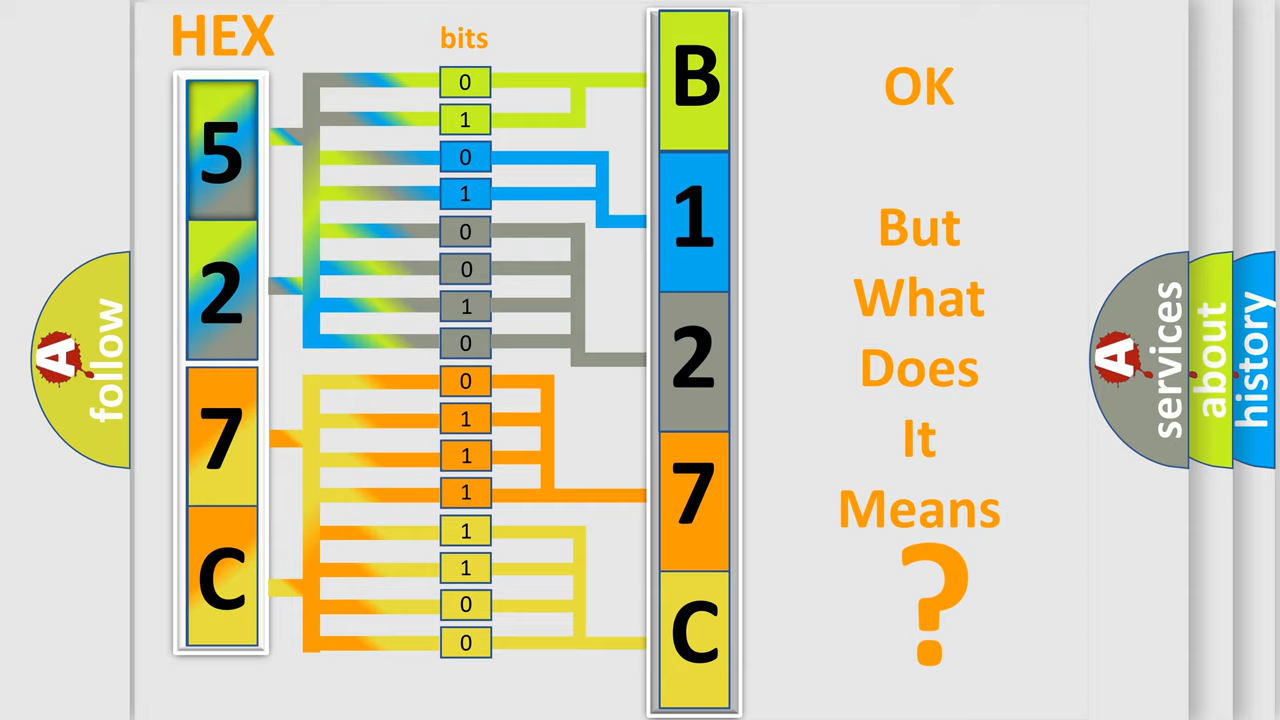 HEX
bits
5
2
7
C
0
1
0
1
0
0
1
0
0
1
1
1
1
1
0
0
B
1
2
7
C
OK
But
What
Does
It
Means
?
A
follow
A
services
about
history